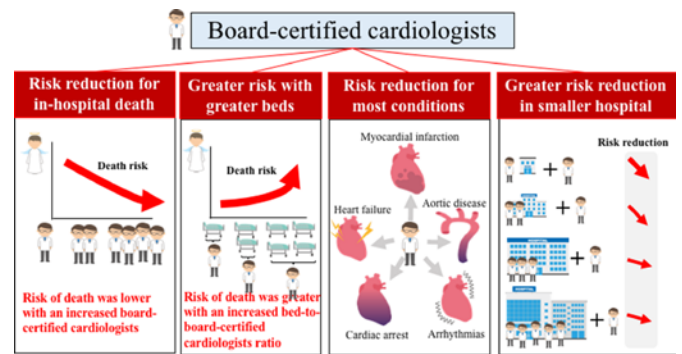 Board-certified cardiologists
Risk reduction for
in-hospital death
Death risk
Risk of death was lower
with an increased board-
certified cardiologists
Greater risk with
greater beds
Death risk
Risk of death was greater
with an increased bed-to-
board-certified
cardiologists ratio
Risk reduction for
most conditions
Myocardial infarction
Heart failure
Aortic disease
Cardiac arrest
Arrhythmias
Greater risk reduction
in smaller hospital
Risk reduction
+
+
HOSPITAL
+
HOSPITAL
+